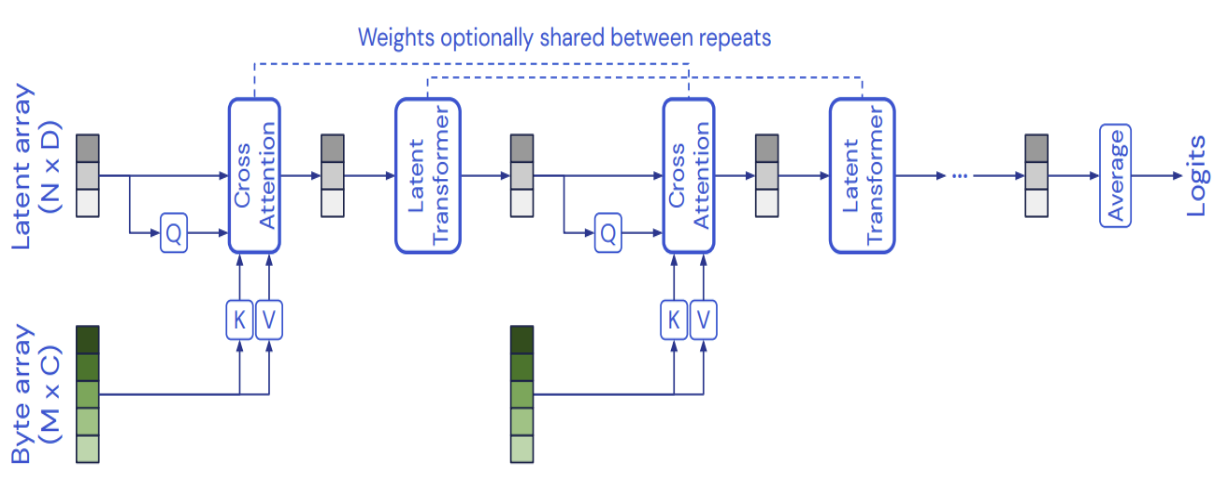 Weights optionally shared between repeats
Latent array
(N x D)
Q
Cross
Attention
Latent
Transformer
Q
Cross
Attention
Latent
Transformer
...
Average
Logits
K
V
K
V
Byte array
(M x C)